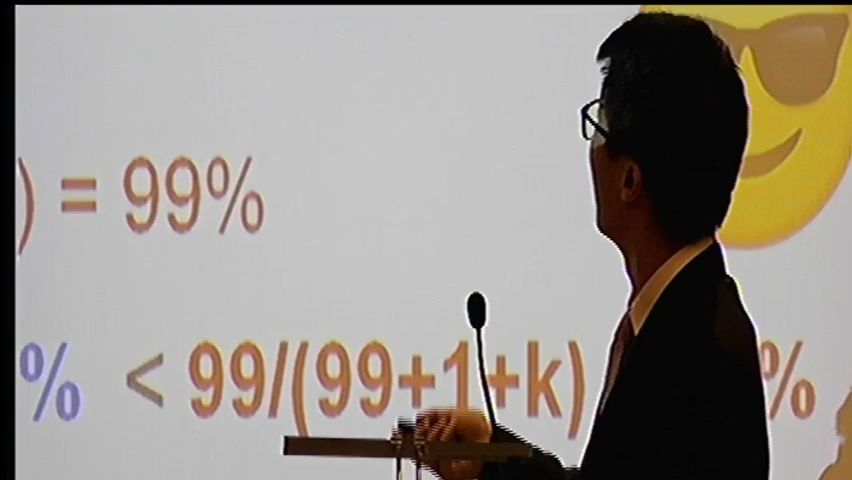 ) = 99%
% < 99/(99+1+k) %